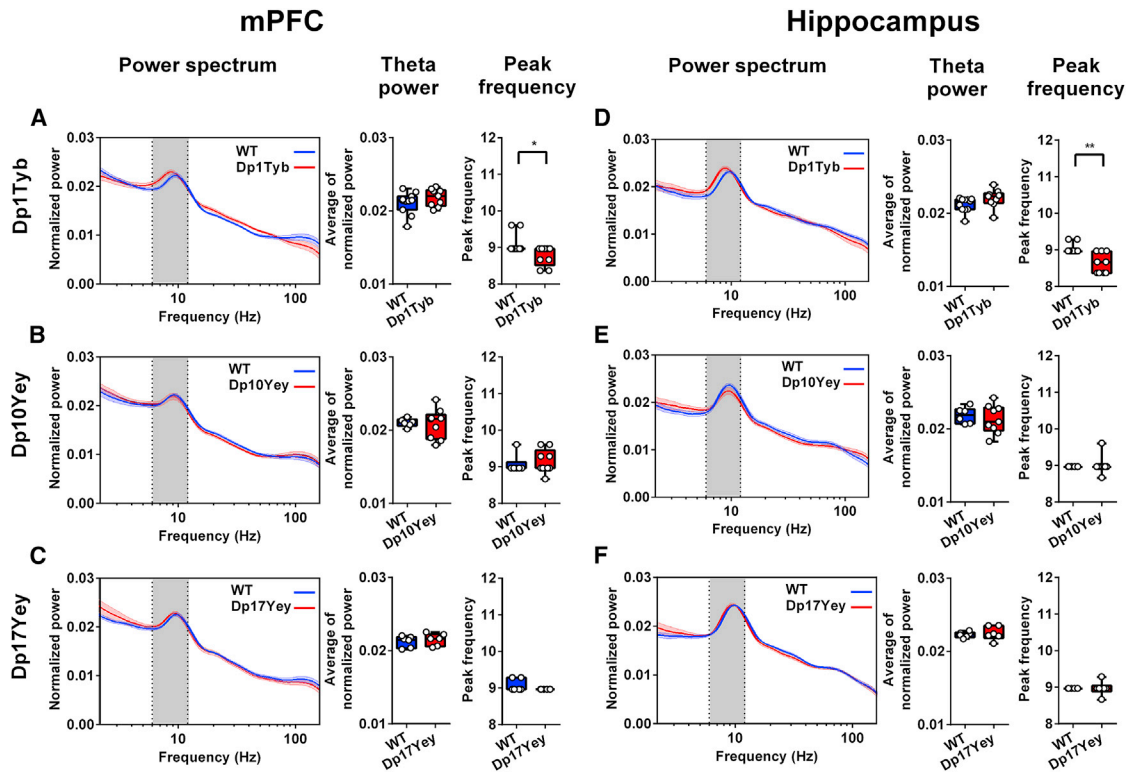 mPFC
Hippocampus
Power spectrum
Theta power
Peak frequency
Power spectrum
Theta power
Peak frequency
Dp1Tyb
A
Normalized power
0.03
0.02
0.01
0.00
WT
Dp1Tyb
10
100
Frequency (Hz)
Average of normalized power
0.03
0.02
0.01
WT
Dp1Tyb
Peak frequency
12
11
10
9
8
*
WT
Dp1Tyb
D
Normalized power
0.03
0.02
0.01
0.00
WT
Dp1Tyb
10
100
Frequency (Hz)
Average of normalized power
0.03
0.02
0.01
WT
Dp1Tyb
Peak frequency
12
11
10
9
8
**
WT
Dp1Tyb
Dp10Yey
B
Normalized power
0.03
0.02
0.01
0.00
WT
Dp10Yey
10
100
Frequency (Hz)
Average of normalized power
0.03
0.02
0.01
WT
Dp10Yey
Peak frequency
12
11
10
9
8
WT
Dp10Yey
E
Normalized power
0.03
0.02
0.01
0.00
WT
Dp10Yey
10
100
Frequency (Hz)
Average of normalized power
0.03
0.02
0.01
WT
Dp10Yey
Peak frequency
12
11
10
9
8
WT
Dp10Yey
Dp17Yey
C
Normalized power
0.03
0.02
0.01
0.00
WT
Dp17Yey
10
100
Frequency (Hz)
Average of normalized power
0.03
0.02
0.01
WT
Dp17Yey
Peak frequency
12
11
10
9
8
WT
Dp17Yey
F
Normalized power
0.03
0.02
0.01
0.00
WT
Dp17Yey
10
100
Frequency (Hz)
Average of normalized power
0.03
0.02
0.01
WT
Dp17Yey
Peak frequency
12
11
10
9
8
WT
Dp17Yey